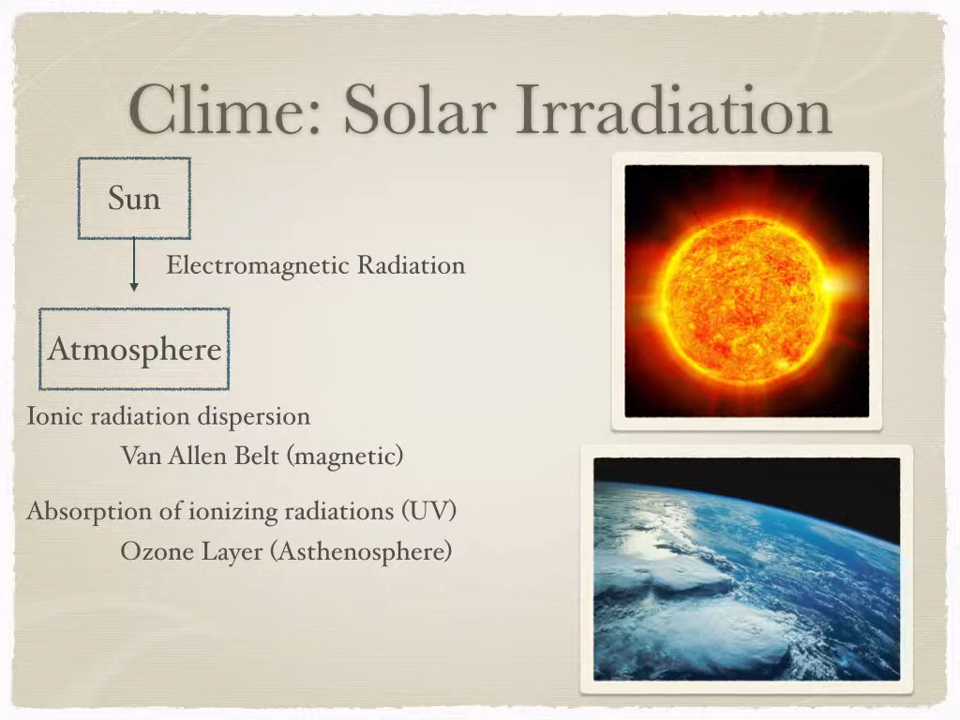 Clime: Solar Irradiation
Sun
Electromagnetic Radiation
Atmosphere
Ionic radiation dispersion
Van Allen Belt (magnetic)
Absorption of ionizing radiations (UV)
Ozone Layer (Asthenosphere)